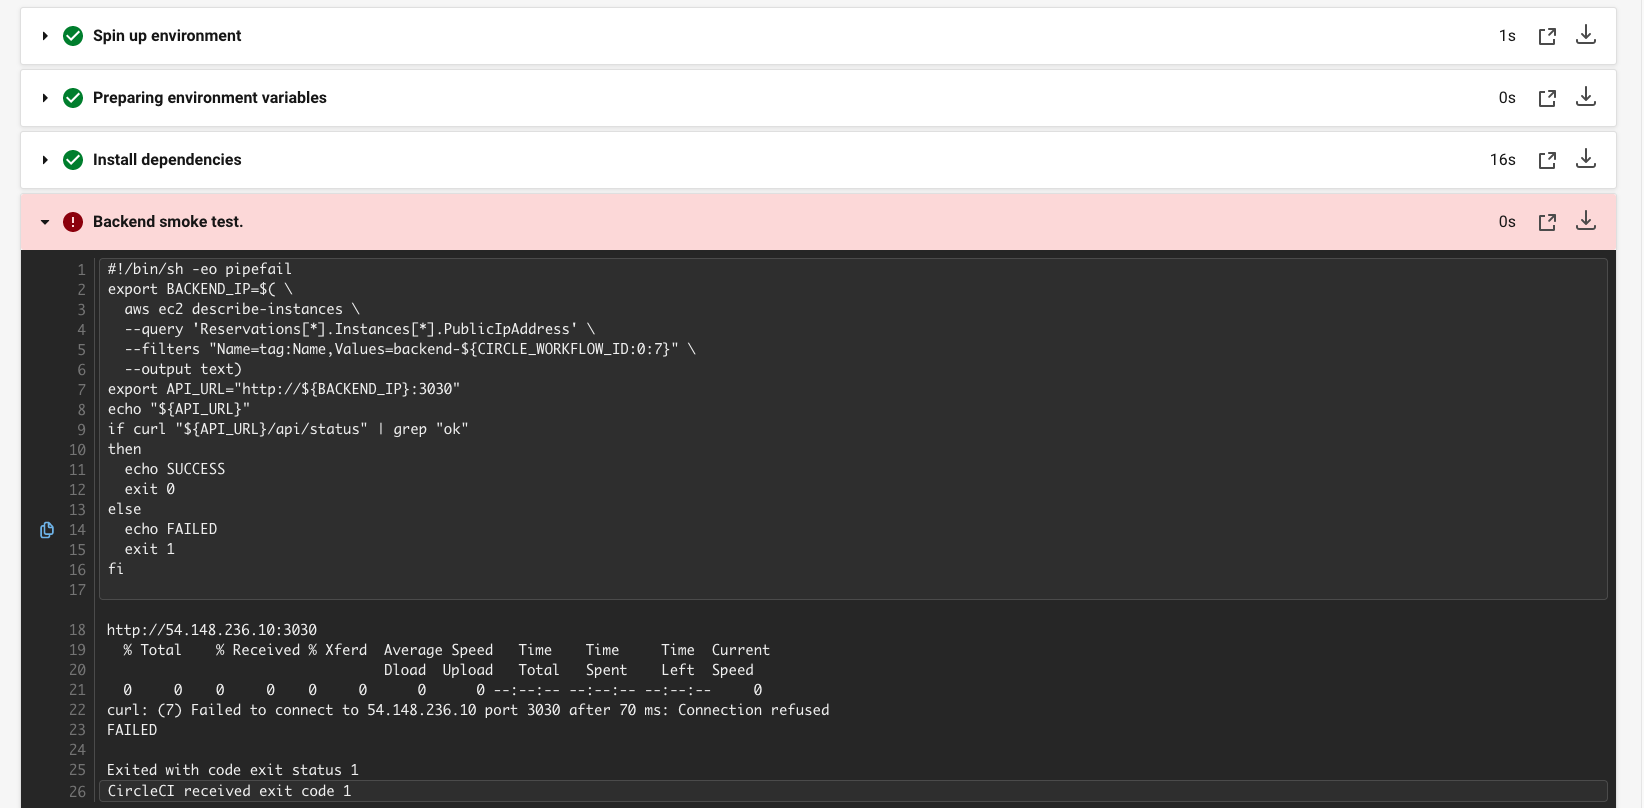 Spin up environment 1s
Preparing environment variables 0s
Install dependencies 16s
Backend smoke test. 0s
1 #!/bin/sh -eo pipefail
2 export BACKEND_IP=$( \
3   aws ec2 describe-instances \
4   --query 'Reservations[*].Instances[*].PublicIpAddress' \
5   --filters "Name=tag:Name,Values=backend-${CIRCLE_WORKFLOW_ID:0:7}" \
6   --output text)
7 export API_URL="http://${BACKEND_IP}:3030"
8 echo "${API_URL}"
9 if curl "${API_URL}/api/status" | grep "ok"
10 then
11   echo SUCCESS
12   exit 0
13 else
14   echo FAILED
15   exit 1
16 fi
17
18 http://54.148.236.10:3030
19   % Total    % Received % Xferd  Average Speed   Time    Time     Time  Current
20                                  Dload  Upload   Total   Spent    Left  Speed
21   0     0    0     0    0     0      0      0 --:--:-- --:--:-- --:--:--     0
22 curl: (7) Failed to connect to 54.148.236.10 port 3030 after 70 ms: Connection refused
23 FAILED
24
25 Exited with code exit status 1
26 CircleCI received exit code 1